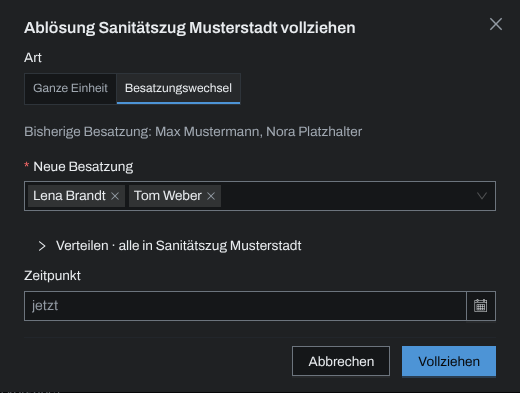 Ablösung Sanitätszug Musterstadt vollziehen
Art
Ganze Einheit Besatzungswechsel
Bisherige Besatzung: Max Mustermann, Nora Platzhalter
* Neue Besatzung
Lena Brandt × Tom Weber ×
> Verteilen · alle in Sanitätszug Musterstadt
Zeitpunkt
jetzt
Abbrechen Vollziehen